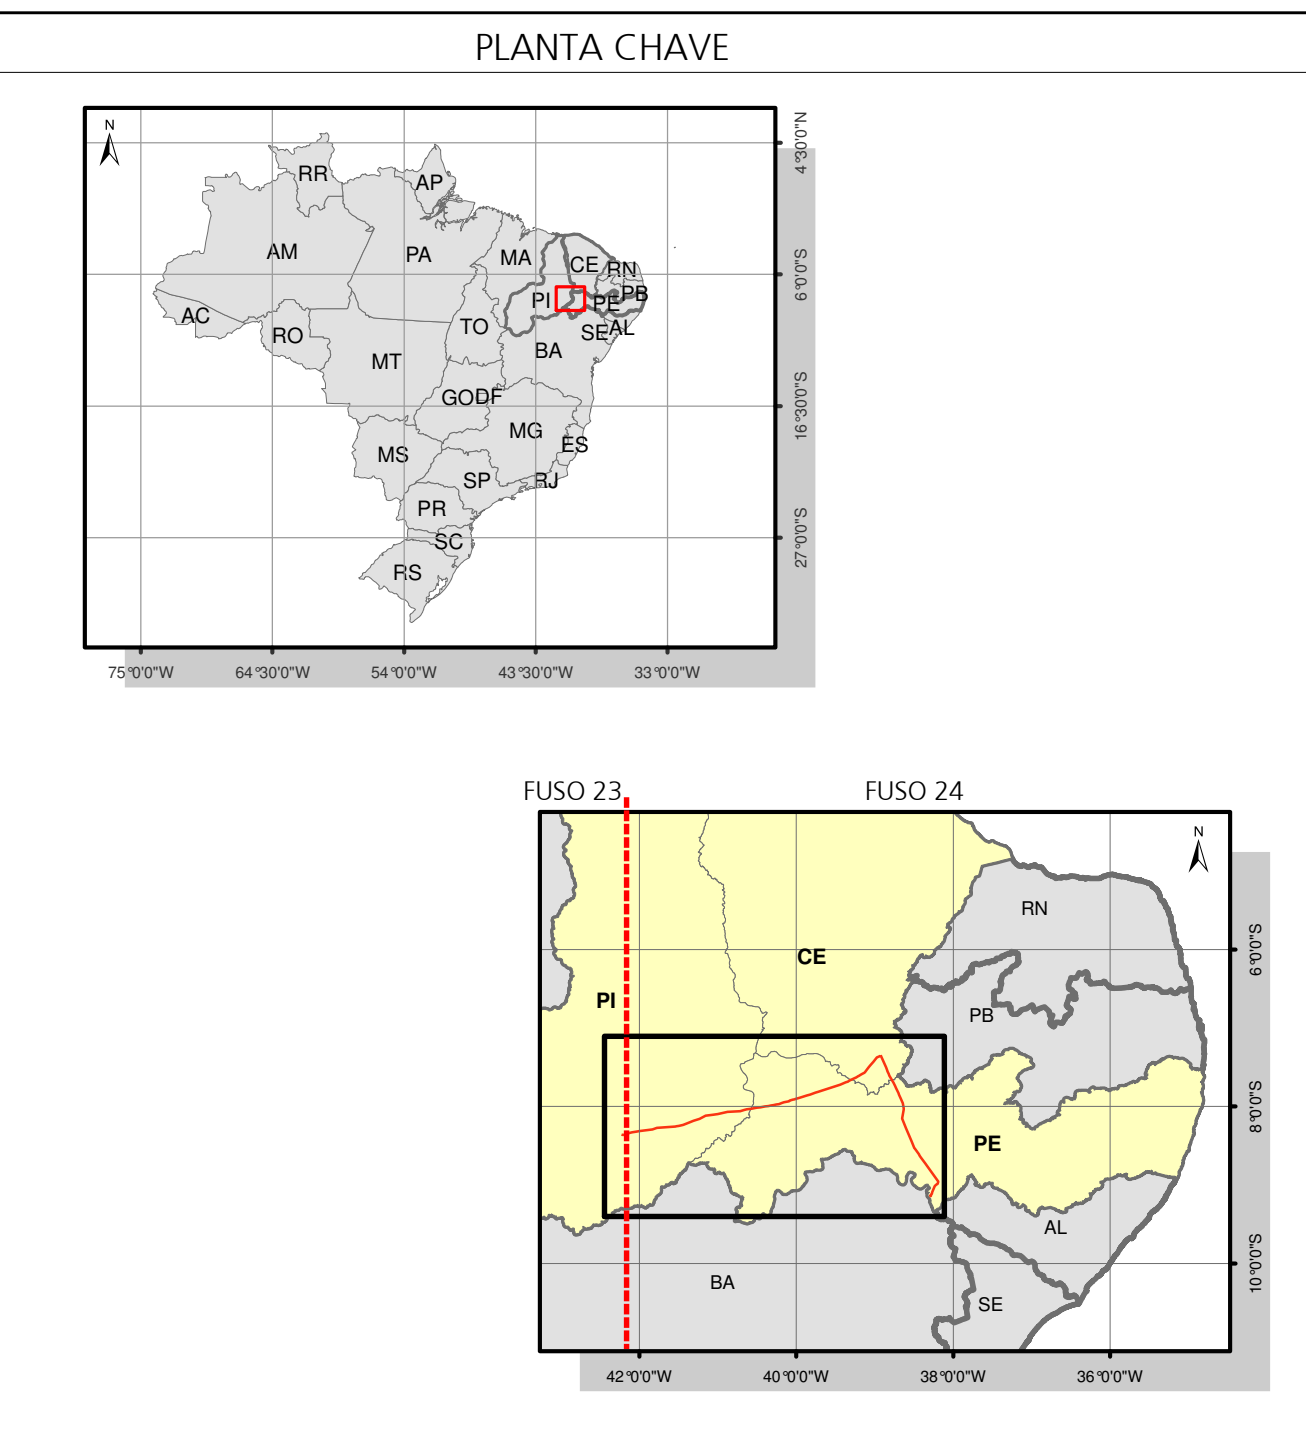 PLANTA CHAVE
N
4°30'0"N
RR
AP
AM
PA
MA
CE
RN
6°0'0"S
PI
PE
PB
AC
RO
TO
SE
AL
MT
BA
GO
DF
16°30'0"S
MG
ES
MS
SP
RJ
PR
SC
27°0'0"S
RS
75°0'0"W
64°30'0"W
54°0'0"W
43°30'0"W
33°0'0"W
FUSO 23
FUSO 24
N
RN
CE
6°0'0"S
PI
PB
8°0'0"S
PE
AL
10°0'0"S
BA
SE
42°0'0"W
40°0'0"W
38°0'0"W
36°0'0"W